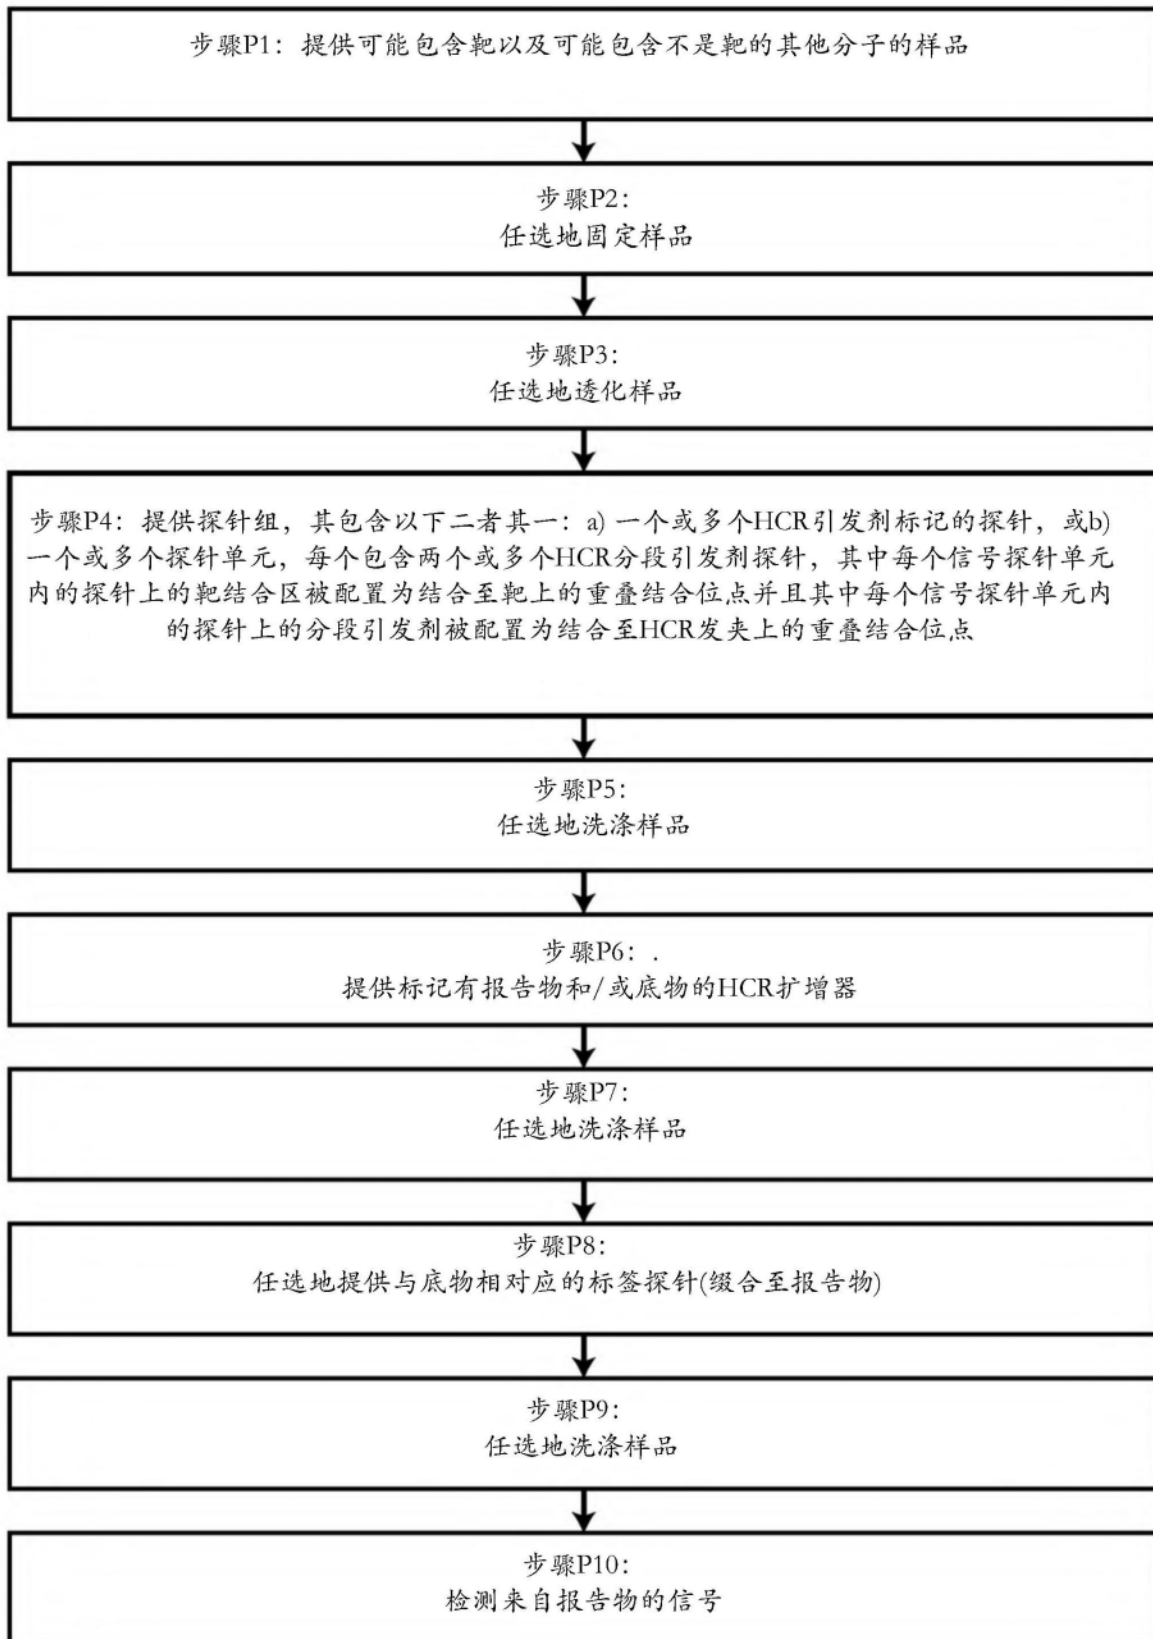 步骤P1：提供可能包含靶以及可能包含不是靶的其他分子的样品
步骤P2：
任选地固定样品
步骤P3：
任选地透化样品
步骤P4：提供探针组，其包含以下二者其一：a) 一个或多个HCR引发剂标记的探针，或b)
一个或多个探针单元，每个包含两个或多个HCR分段引发剂探针，其中每个信号探针单元
内的探针上的靶结合区被配置为结合至靶上的重叠结合位点并且其中每个信号探针单元内
的探针上的分段引发剂被配置为结合至HCR发夹上的重叠结合位点
步骤P5：
任选地洗涤样品
步骤P6：.
提供标记有报告物和/或底物的HCR扩增器
步骤P7：
任选地洗涤样品
步骤P8：
任选地提供与底物相对应的标签探针(缀合至报告物)
步骤P9：
任选地洗涤样品
步骤P10：
检测来自报告物的信号